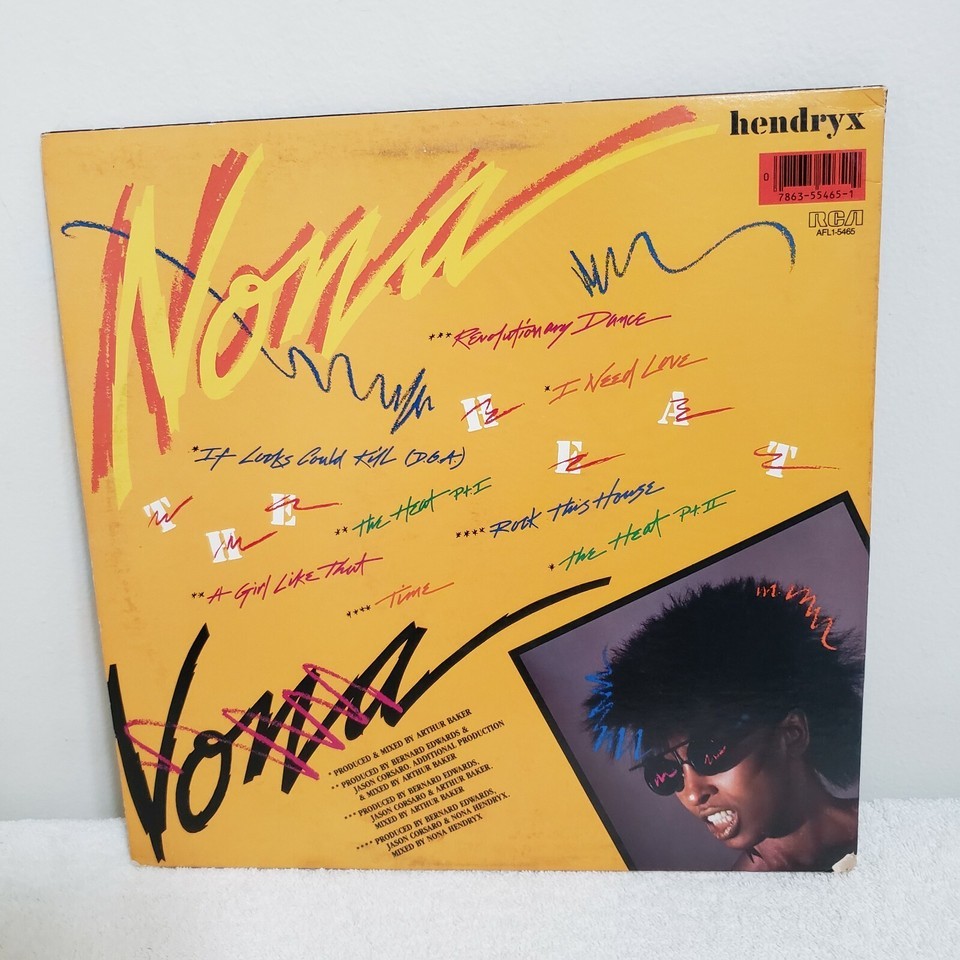 hendryx
Nona
0
7863-55465-1
RCA
AFL1-5465
***Revolutionary Dance
*I Need Love
HEAT
*If Looks Could Kill (D.G.A.)
THE
**The Heat Pt. I
****Rock This House
*The Heat Pt. II
**A Girl Like That
****Time
Nona
* PRODUCED & MIXED BY ARTHUR BAKER
** PRODUCED BY BERNARD EDWARDS &
JASON CORSARO. ADDITIONAL PRODUCTION
& MIXED BY ARTHUR BAKER
*** PRODUCED BY BERNARD EDWARDS,
JASON CORSARO & ARTHUR BAKER.
MIXED BY ARTHUR BAKER
**** PRODUCED BY BERNARD EDWARDS,
JASON CORSARO & NONA HENDRYX.
MIXED BY NONA HENDRYX